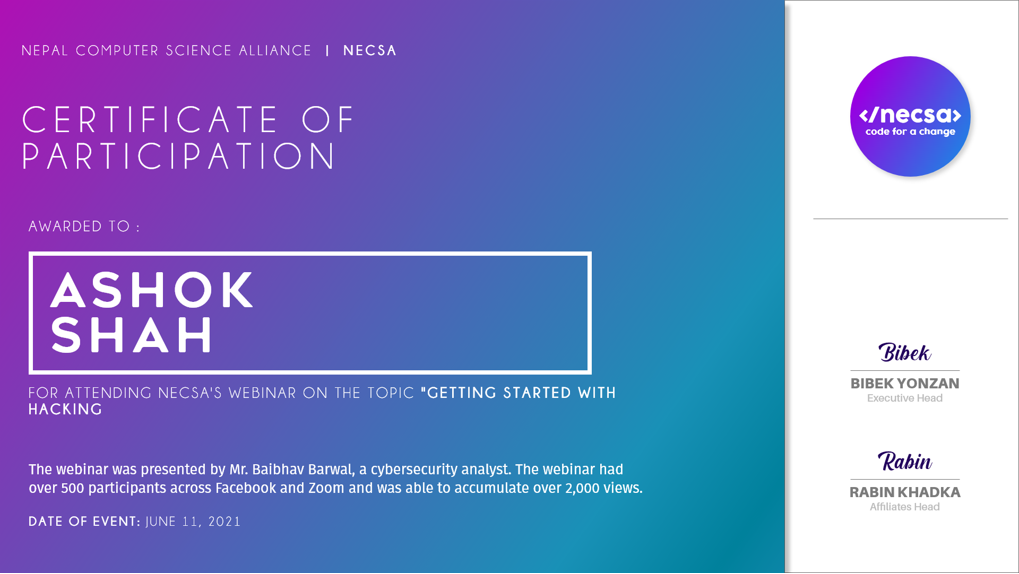 NEPAL COMPUTER SCIENCE ALLIANCE | NECSA
CERTIFICATE OF
PARTICIPATION
AWARDED TO :
ASHOK
SHAH
FOR ATTENDING NECSA'S WEBINAR ON THE TOPIC "GETTING STARTED WITH
HACKING
The webinar was presented by Mr. Baibhav Barwal, a cybersecurity analyst. The webinar had
over 500 participants across Facebook and Zoom and was able to accumulate over 2,000 views.
DATE OF EVENT: JUNE 11, 2021
</necsa>
code for a change
Bibek
BIBEK YONZAN
Executive Head
Rabin
RABIN KHADKA
Affiliates Head